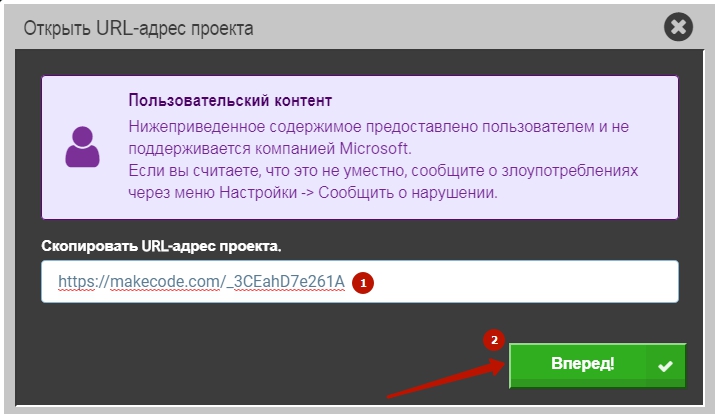 Открыть URL-адрес проекта
Пользовательский контент
Нижеприведенное содержимое предоставлено пользователем и не
поддерживается компанией Microsoft.
Если вы считаете, что это не уместно, сообщите о злоупотреблениях
через меню Настройки -> Сообщить о нарушении.
Скопировать URL-адрес проекта.
https://makecode.com/_3CEahD7e261A 1
2
Вперед!